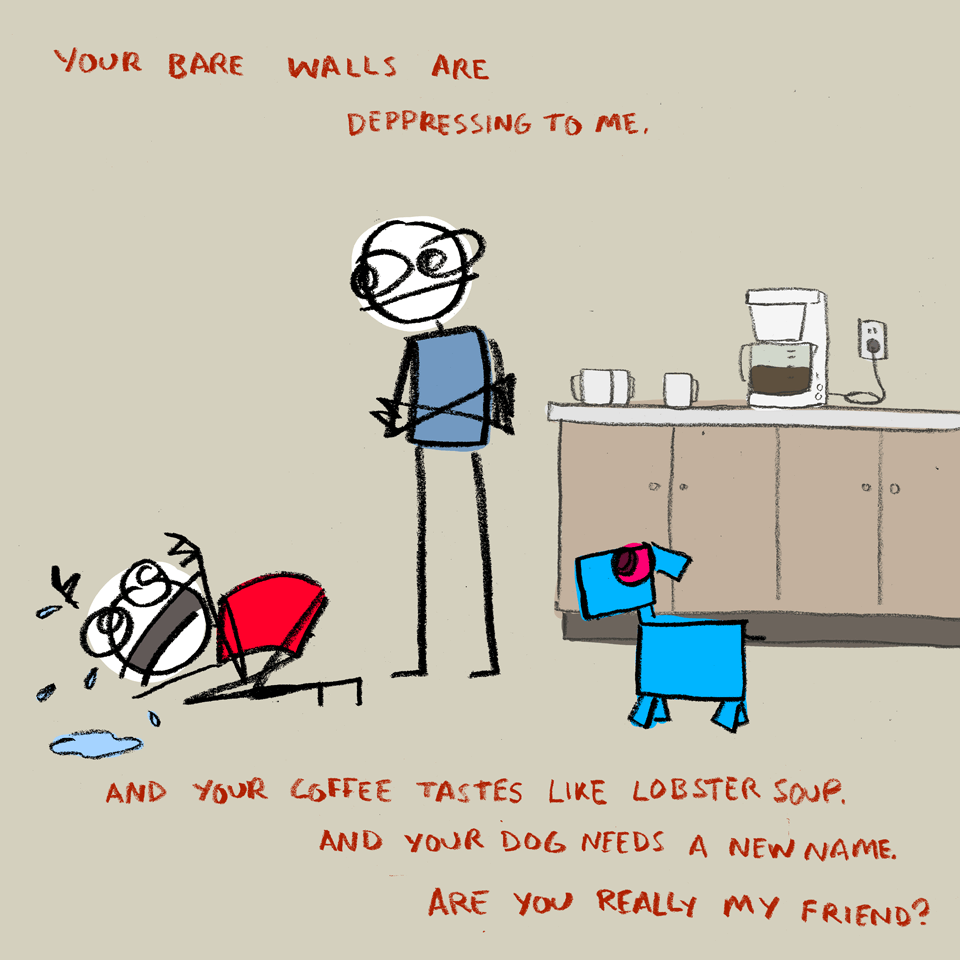 YOUR BARE WALLS ARE
DEPPRESSING TO ME.
AND YOUR COFFEE TASTES LIKE LOBSTER SOUP.
AND YOUR DOG NEEDS A NEW NAME.
ARE YOU REALLY MY FRIEND?